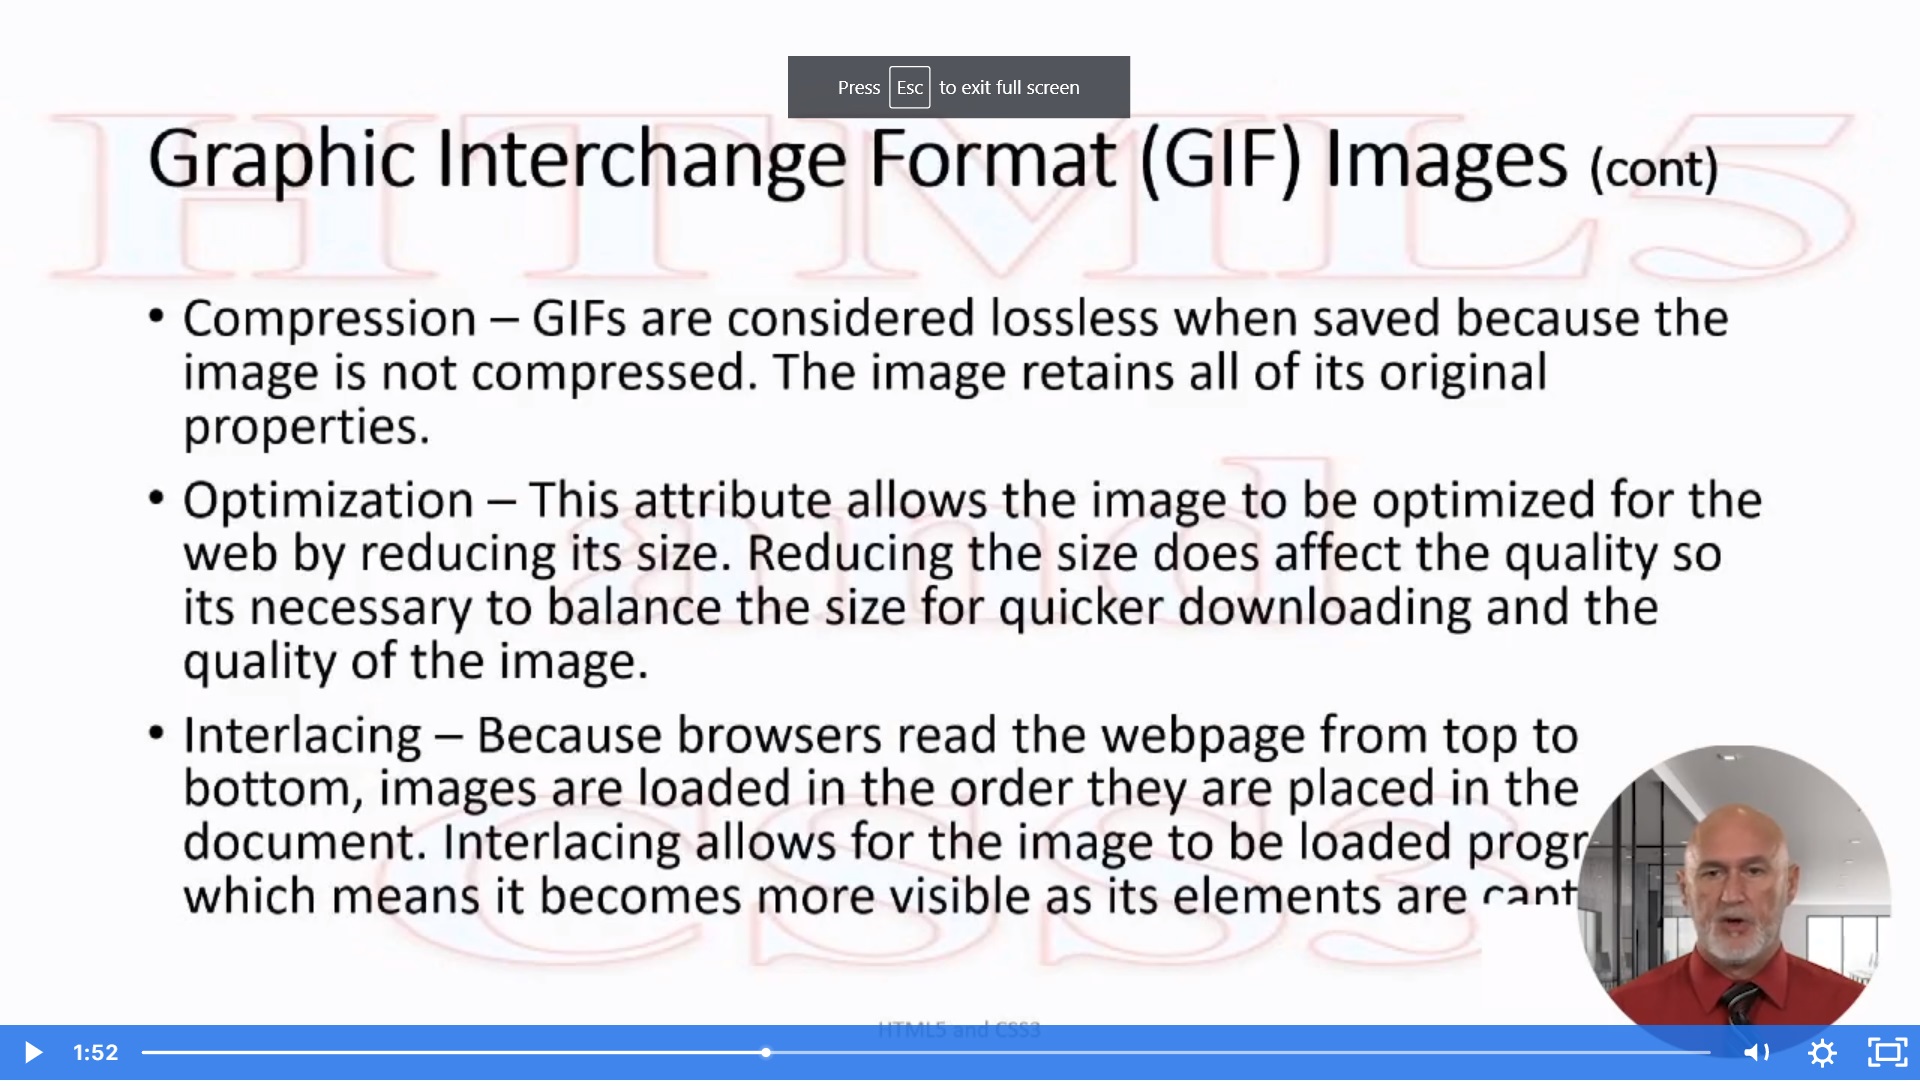 Press Esc to exit full screen
HTML5
Graphic Interchange Format (GIF) Images (cont)
• Compression – GIFs are considered lossless when saved because the
image is not compressed. The image retains all of its original
properties.
and
• Optimization – This attribute allows the image to be optimized for the
web by reducing its size. Reducing the size does affect the quality so
its necessary to balance the size for quicker downloading and the
quality of the image.
• Interlacing – Because browsers read the webpage from top to
bottom, images are loaded in the order they are placed in the
document. Interlacing allows for the image to be loaded progr
which means it becomes more visible as its elements are
CSS3
HTML5 and CSS3
1:52